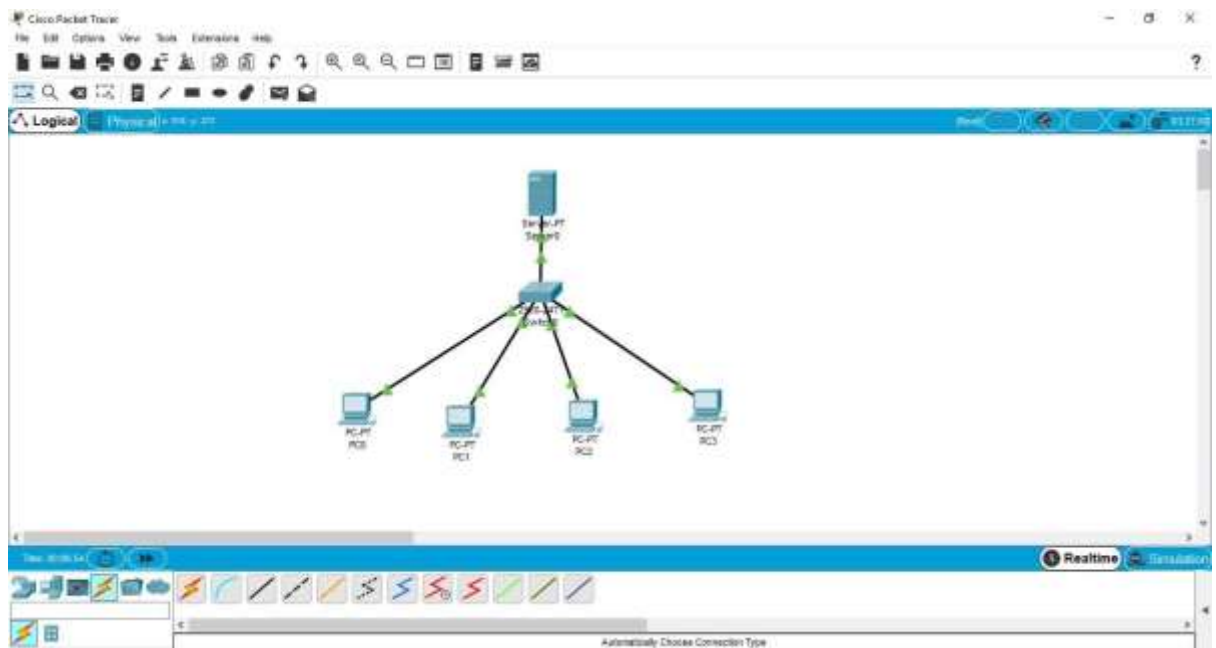 Cisco Packet Tracer
File Edit Options View Tools Extensions Help
?
Logical Physical
Server-PT
Server0
PC-PT
PC0
PC-PT
PC1
PC-PT
PC2
PC-PT
PC3
Realtime Simulation
Automatically Choose Connection Type